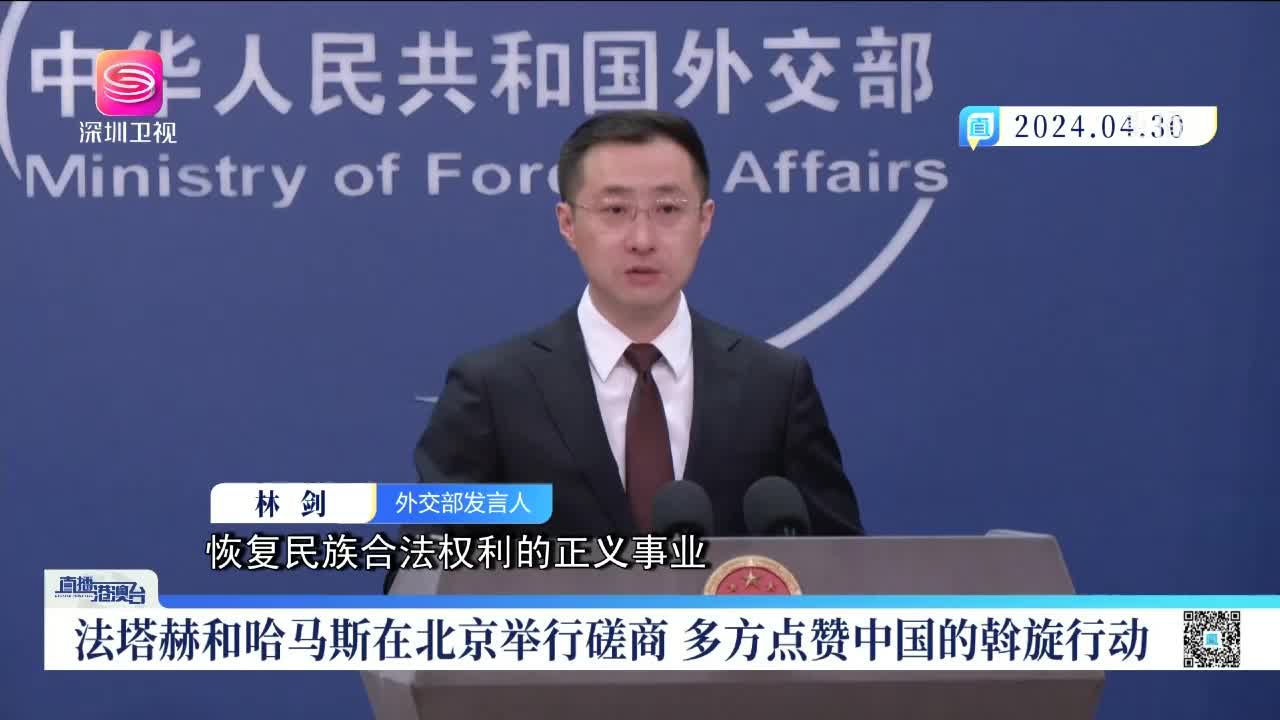 中华人民共和国外交部
深圳卫视
直 2024.04.30
Ministry of For Affairs
林 剑 外交部发言人
恢复民族合法权利的正义事业
直播港澳台
法塔赫和哈马斯在北京举行磋商 多方点赞中国的斡旋行动